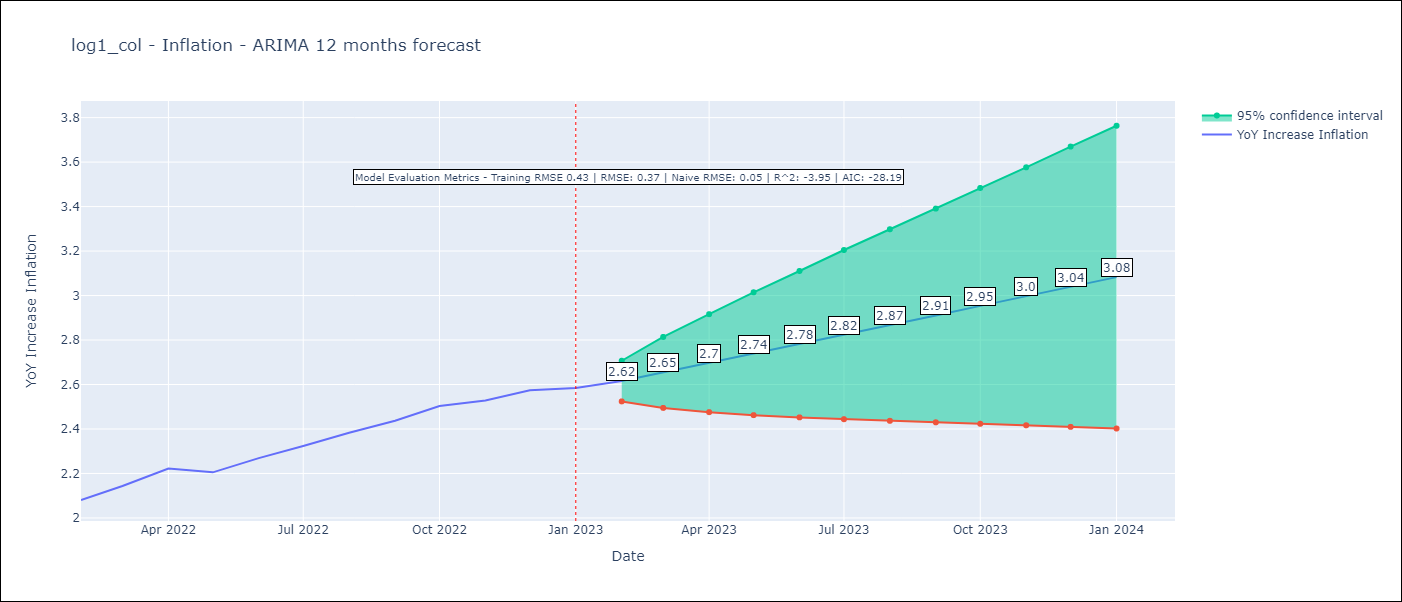 log1_col - Inflation - ARIMA 12 months forecast
95% confidence interval
YoY Increase Inflation
Model Evaluation Metrics - Training RMSE 0.43 | RMSE: 0.37 | Naive RMSE: 0.05 | R^2: -3.95 | AIC: -28.19
YoY Increase Inflation
3.8
3.6
3.4
3.2
3
2.8
2.6
2.4
2.2
2
2.62
2.65
2.7
2.74
2.78
2.82
2.87
2.91
2.95
3.0
3.04
3.08
Apr 2022
Jul 2022
Oct 2022
Jan 2023
Apr 2023
Jul 2023
Oct 2023
Jan 2024
Date